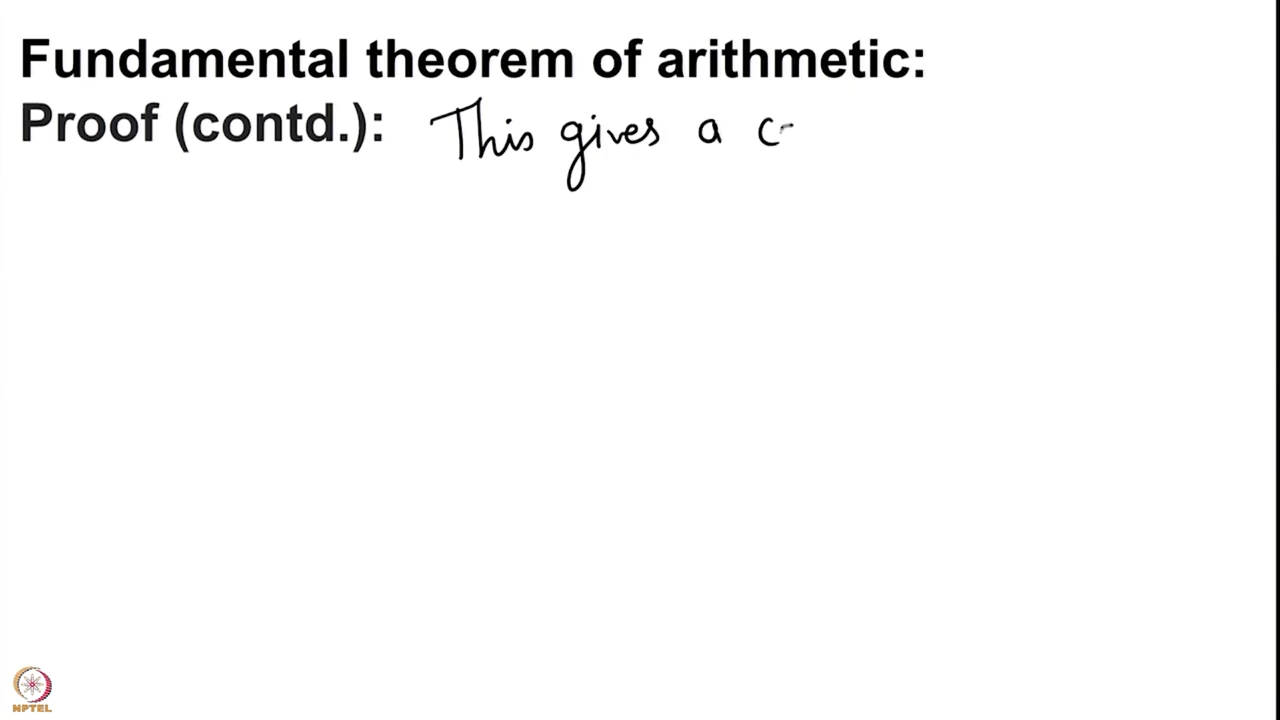 Fundamental theorem of arithmetic:
Proof (contd.): This gives a c
NPTEL